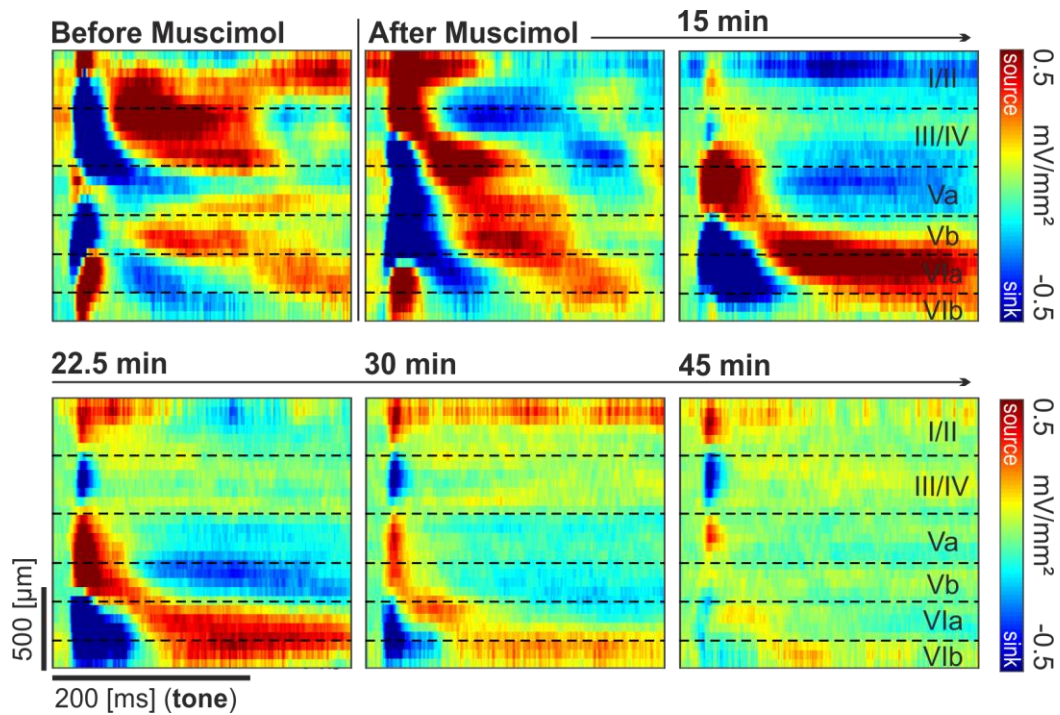 Before Muscimol
After Muscimol
15 min
I/II
III/IV
Va
Vb
VIa
VIb
0.5
source
mV/mm²
sink
-0.5
22.5 min
30 min
45 min
I/II
III/IV
Va
Vb
VIa
VIb
0.5
source
mV/mm²
sink
-0.5
500 [µm]
200 [ms] (tone)